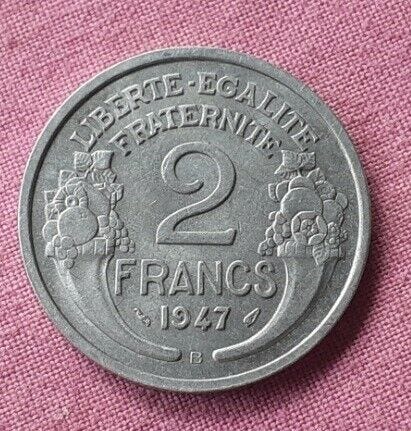 LIBERTE·EGALITE
FRATERNITE
2
FRANCS
1947
B